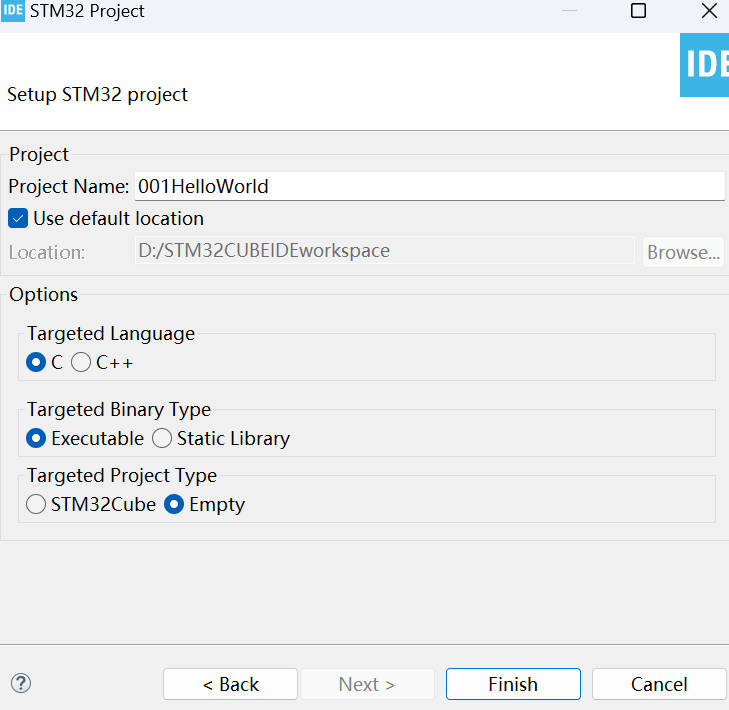 IDE STM32 Project
IDE
Setup STM32 project
Project
Project Name: 001HelloWorld
Use default location
Location: D:/STM32CUBEIDEworkspace Browse...
Options
Targeted Language
C C++
Targeted Binary Type
Executable Static Library
Targeted Project Type
STM32Cube Empty
? < Back Next > Finish Cancel